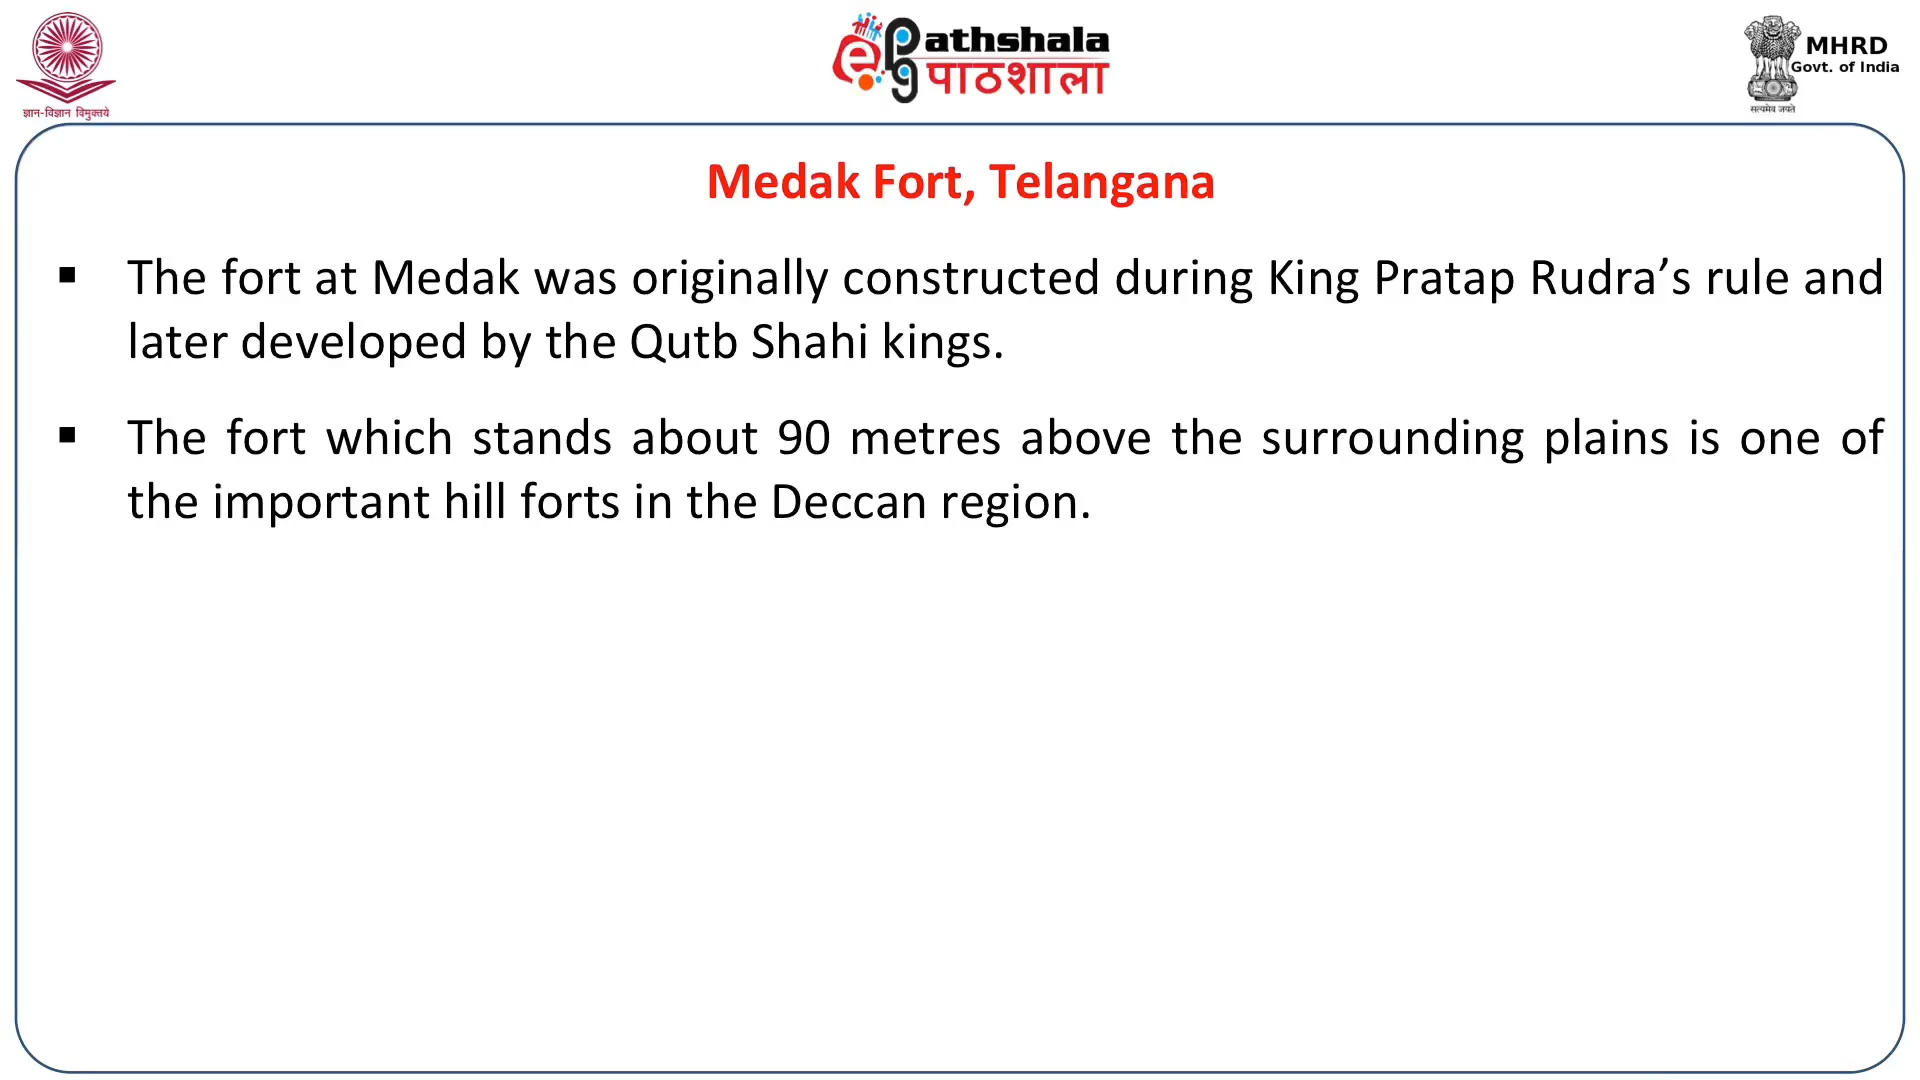 ज्ञान-विज्ञान विमुक्तये
ePathshala
पाठशाला
MHRD
Govt. of India
सत्यमेव जयते
Medak Fort, Telangana
▪ The fort at Medak was originally constructed during King Pratap Rudra’s rule and
later developed by the Qutb Shahi kings.
▪ The fort which stands about 90 metres above the surrounding plains is one of
the important hill forts in the Deccan region.